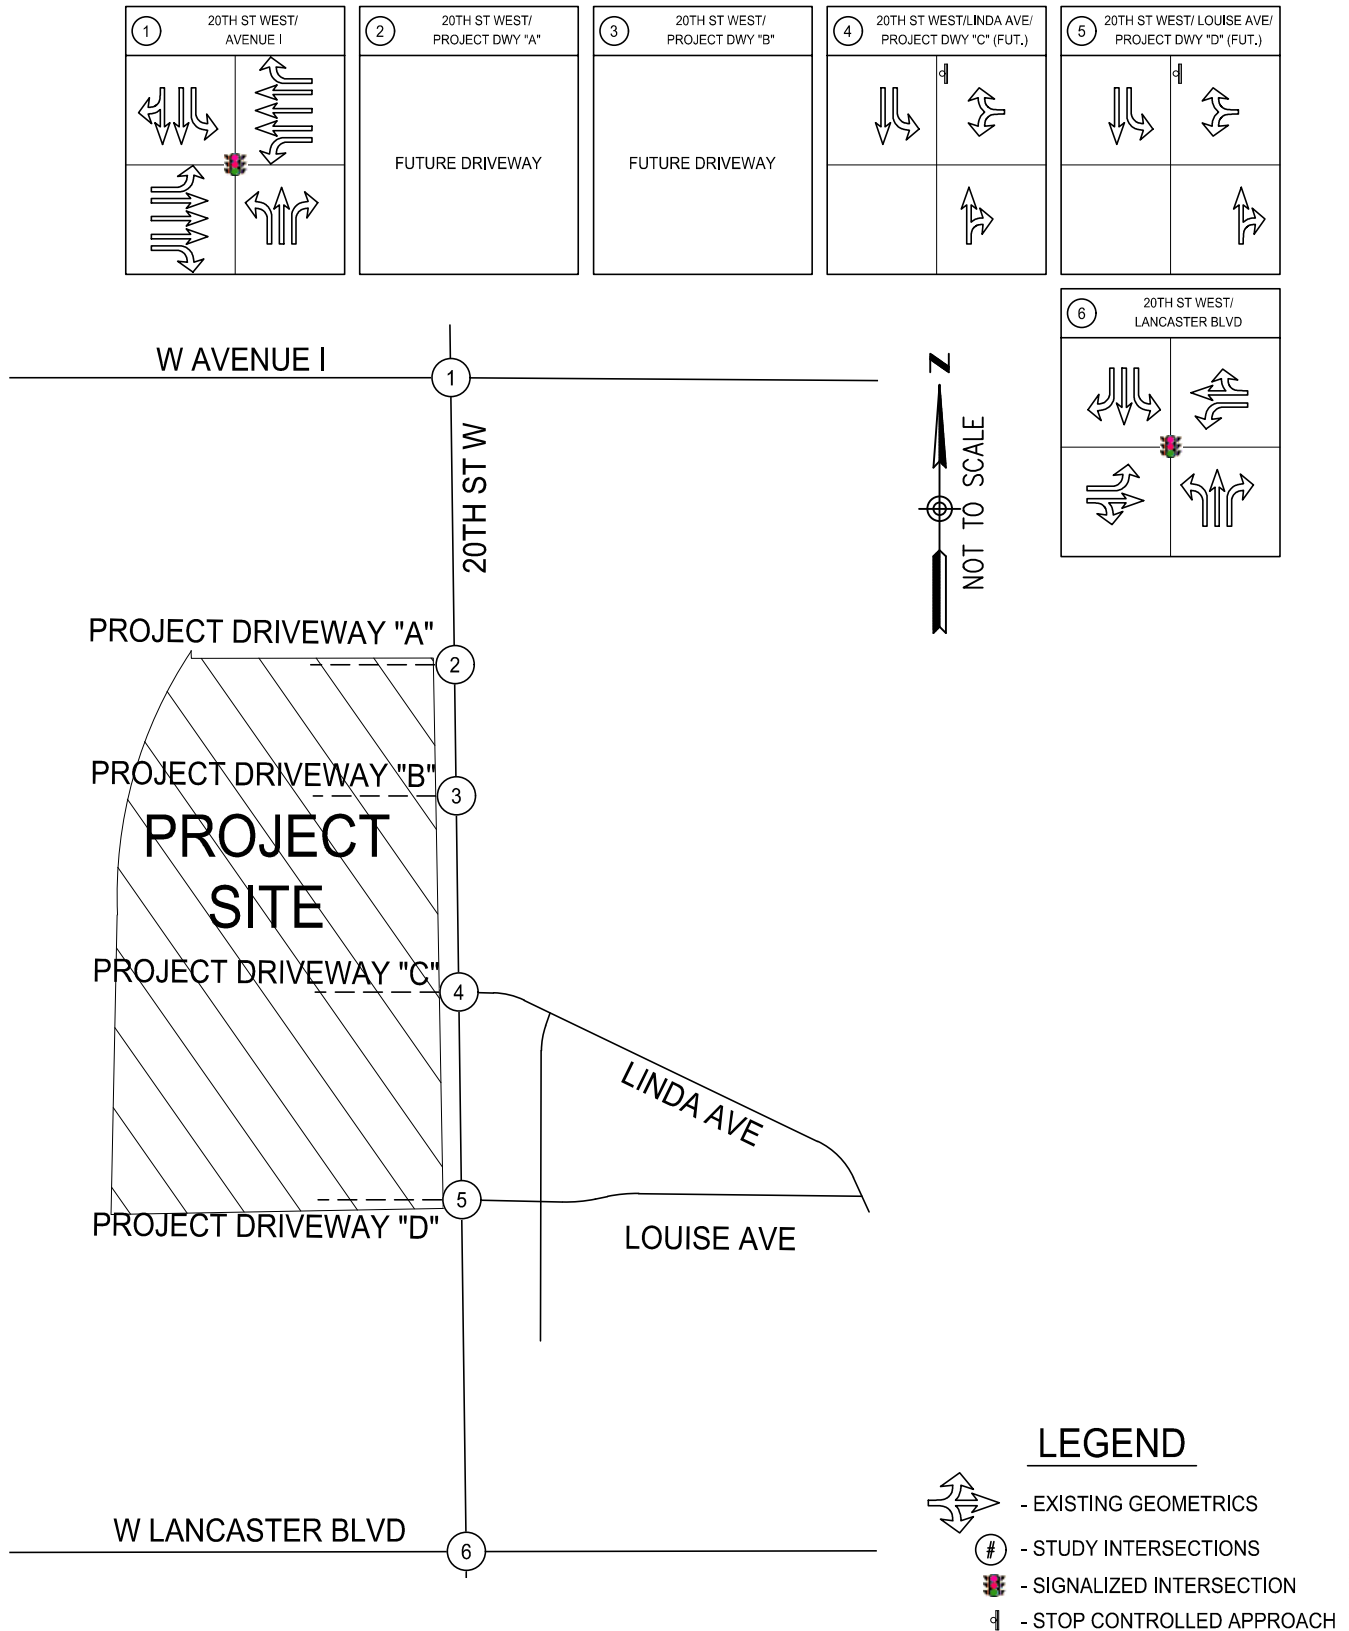 1
20TH ST WEST/
AVENUE I
2
20TH ST WEST/
PROJECT DWY "A"
FUTURE DRIVEWAY
3
20TH ST WEST/
PROJECT DWY "B"
FUTURE DRIVEWAY
4
20TH ST WEST/LINDA AVE/
PROJECT DWY "C" (FUT.)
5
20TH ST WEST/ LOUISE AVE/
PROJECT DWY "D" (FUT.)
6
20TH ST WEST/
LANCASTER BLVD
W AVENUE I
1
20TH ST W
N
NOT TO SCALE
PROJECT DRIVEWAY "A"
2
PROJECT DRIVEWAY "B"
3
PROJECT
SITE
PROJECT DRIVEWAY "C"
4
LINDA AVE
5
PROJECT DRIVEWAY "D"
LOUISE AVE
W LANCASTER BLVD
6
LEGEND
- EXISTING GEOMETRICS
# - STUDY INTERSECTIONS
- SIGNALIZED INTERSECTION
- STOP CONTROLLED APPROACH